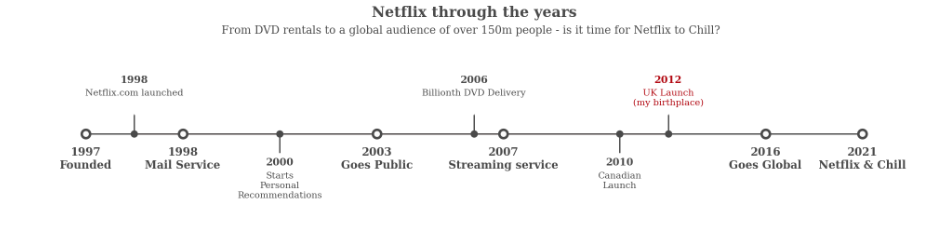 Netflix through the years
From DVD rentals to a global audience of over 150m people - is it time for Netflix to Chill?
1998
Netflix.com launched
2006
Billionth DVD Delivery
2012
UK Launch
(my birthplace)
1997
Founded
1998
Mail Service
2000
Starts
Personal
Recommendations
2003
Goes Public
2007
Streaming service
2010
Canadian
Launch
2016
Goes Global
2021
Netflix & Chill